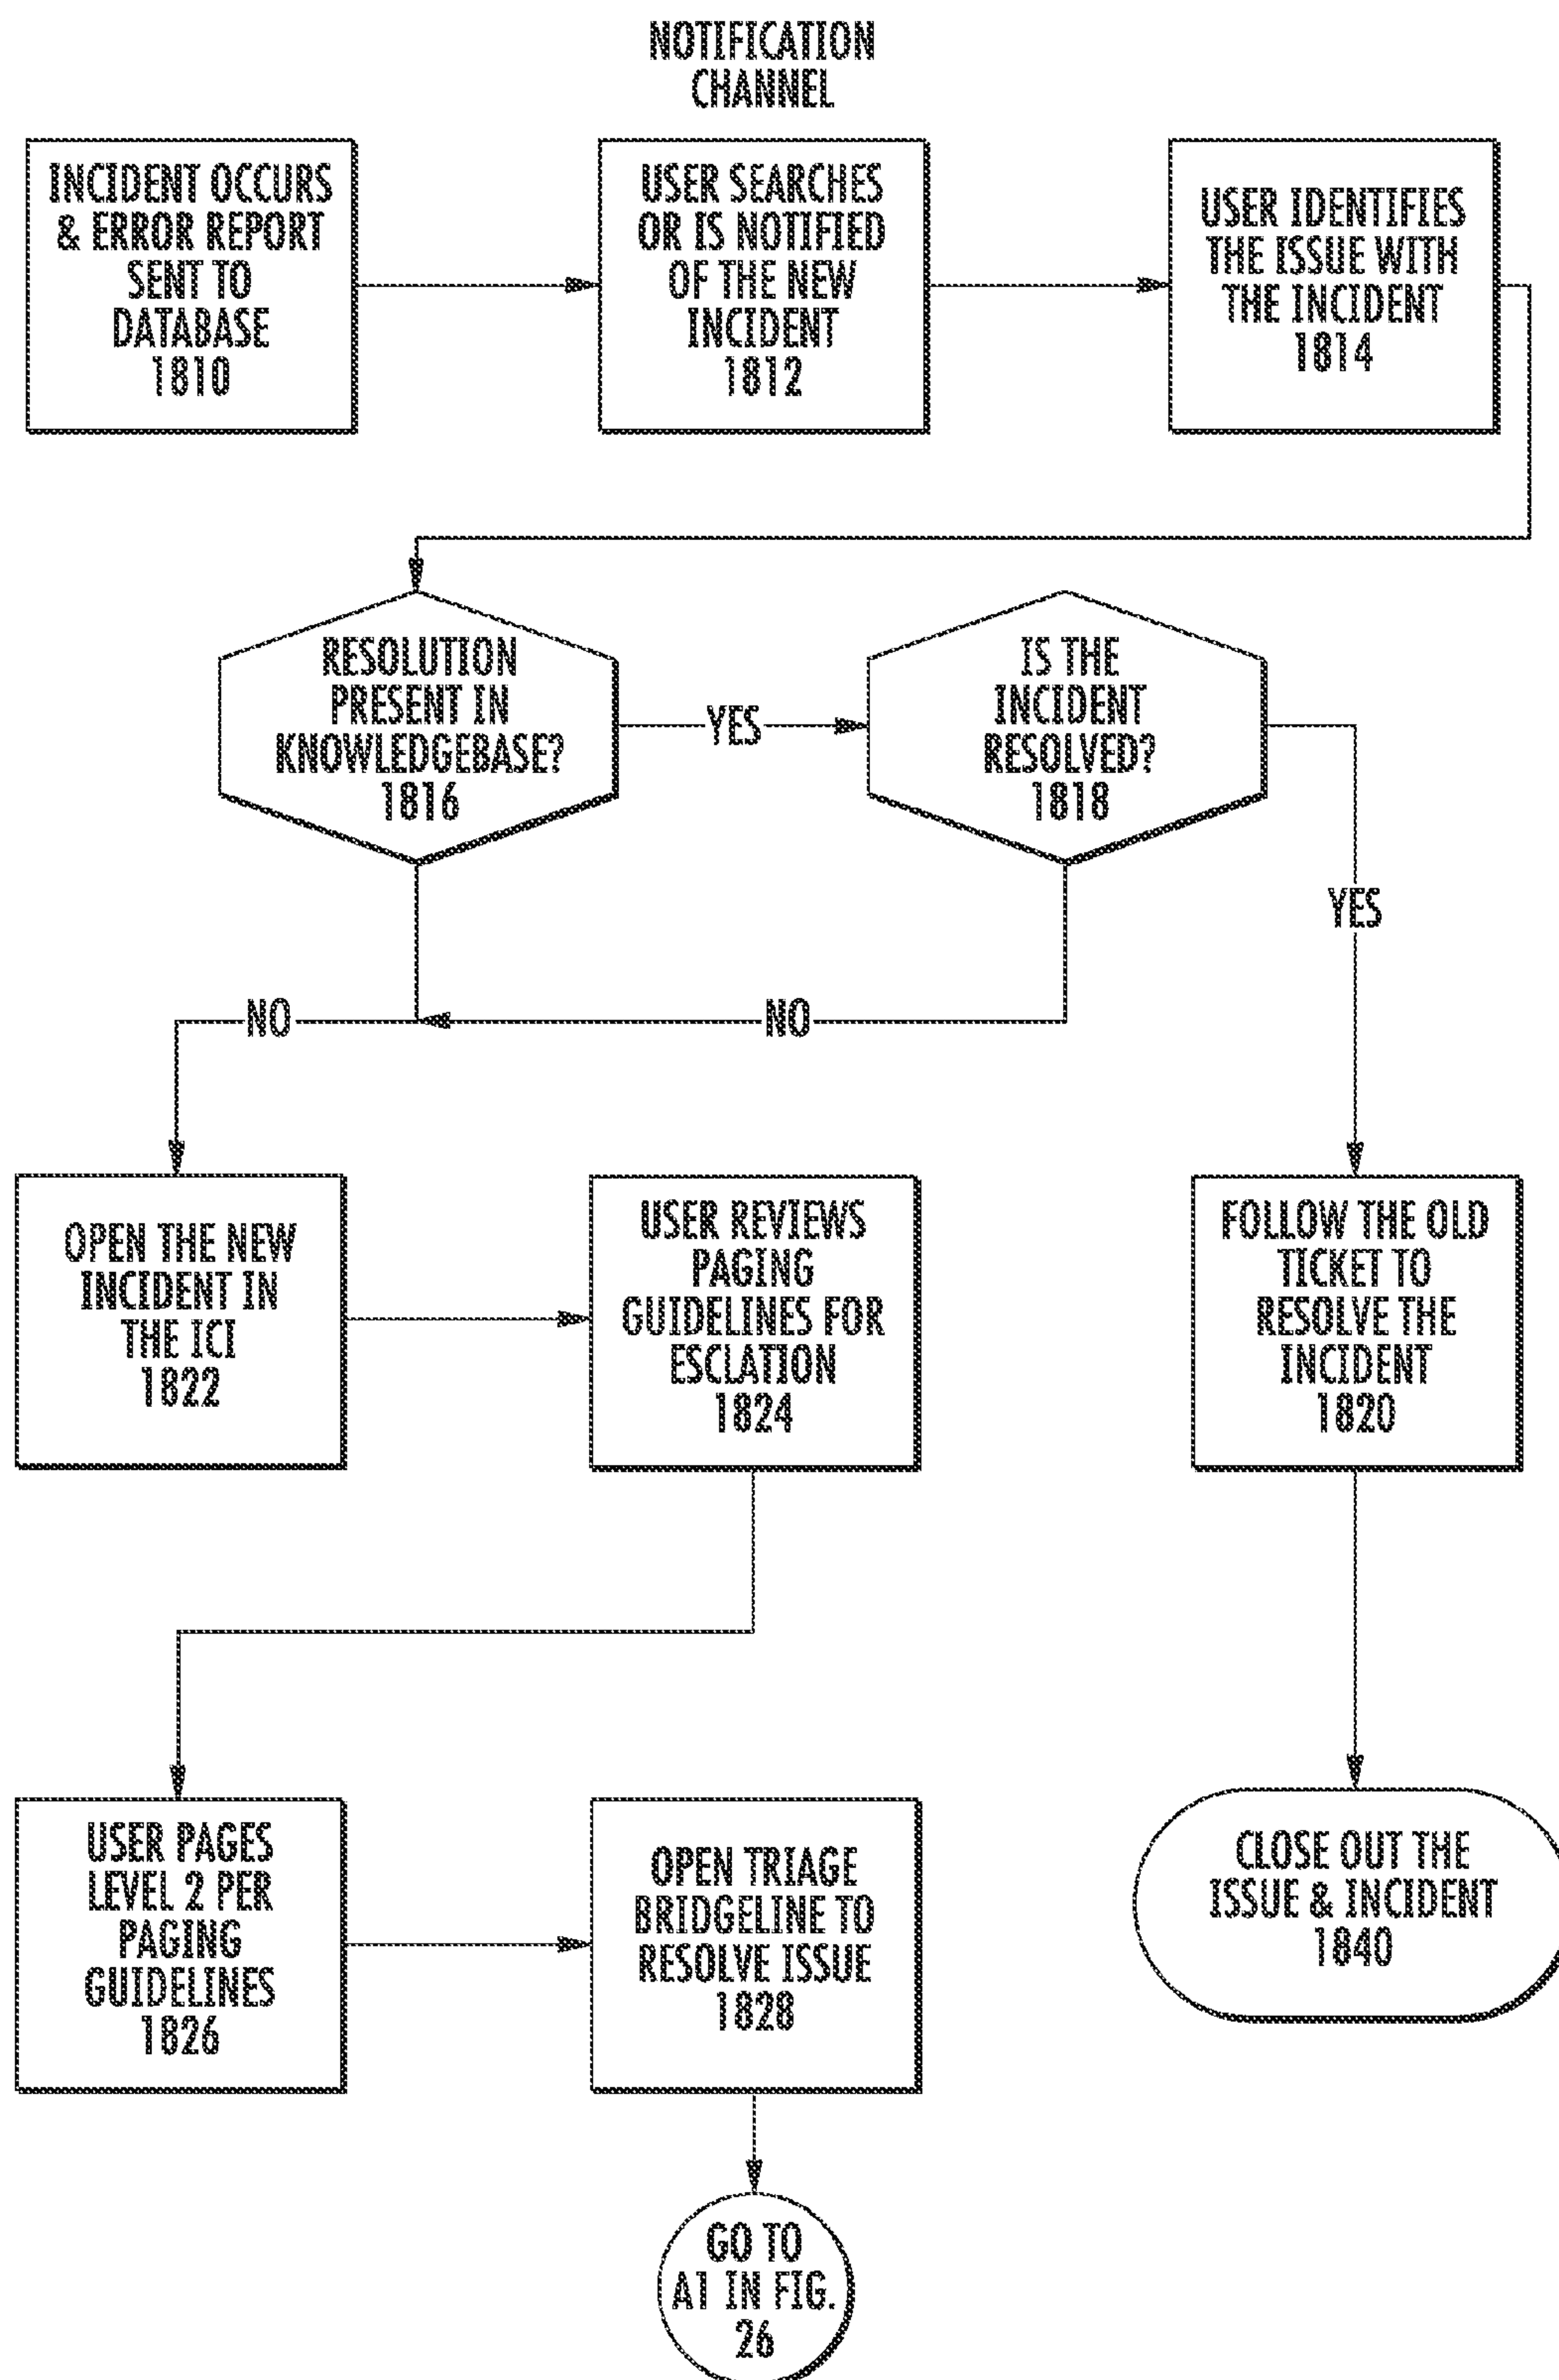 NOTIFICATION
CHANNEL
INCIDENT OCCURS
& ERROR REPORT
SENT TO
DATABASE
1810
USER SEARCHES
OR IS NOTIFIED
OF THE NEW
INCIDENT
1812
USER IDENTIFIES
THE ISSUE WITH
THE INCIDENT
1814
RESOLUTION
PRESENT IN
KNOWLEDGEBASE?
1816
YES
IS THE
INCIDENT
RESOLVED?
1818
YES
NO
NO
OPEN THE NEW
INCIDENT IN
THE ICI
1822
USER REVIEWS
PAGING
GUIDELINES FOR
ESCLATION
1824
FOLLOW THE OLD
TICKET TO
RESOLVE THE
INCIDENT
1820
USER PAGES
LEVEL 2 PER
PAGING
GUIDELINES
1826
OPEN TRIAGE
BRIDGELINE TO
RESOLVE ISSUE
1828
CLOSE OUT THE
ISSUE & INCIDENT
1840
GO TO
A1 IN FIG.
26